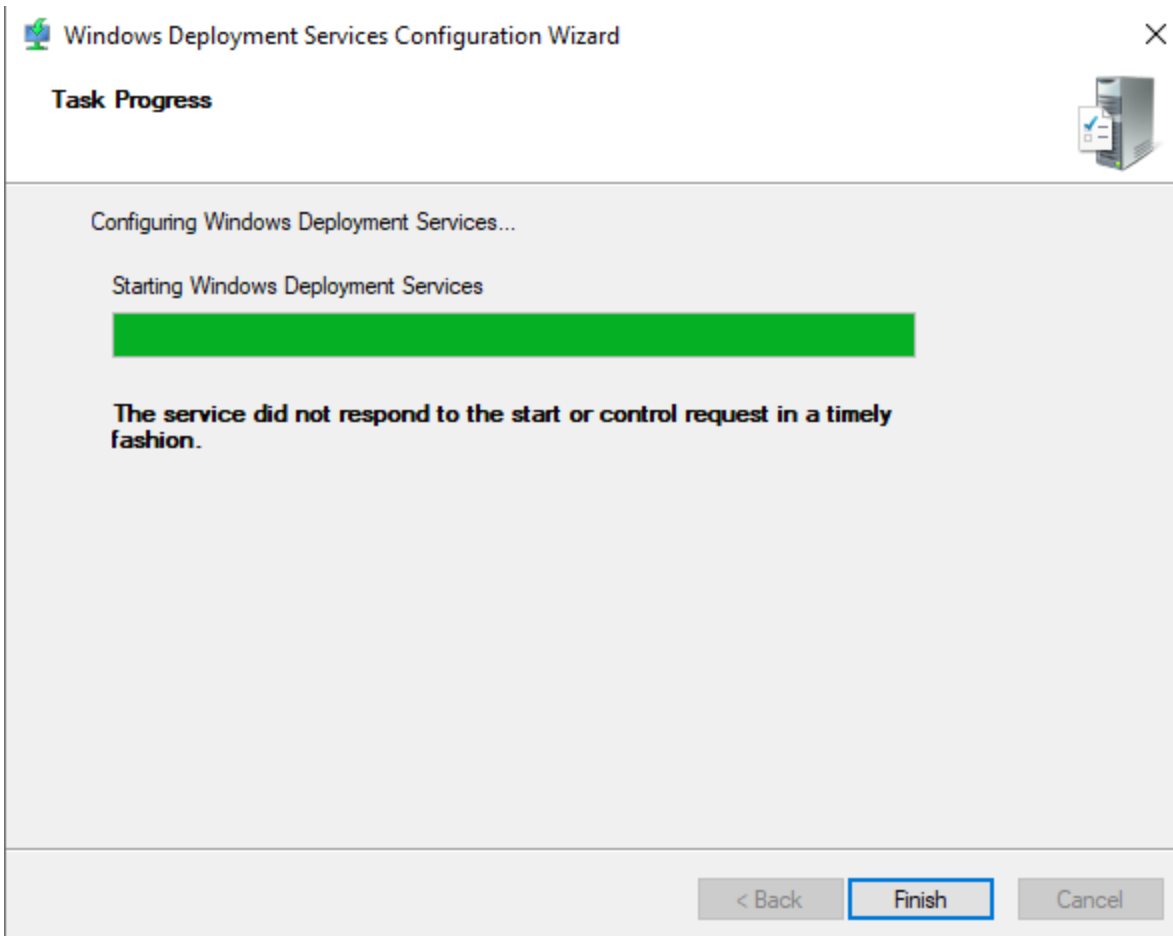 Windows Deployment Services Configuration Wizard
Task Progress
Configuring Windows Deployment Services...
Starting Windows Deployment Services
The service did not respond to the start or control request in a timely
fashion.
< Back
Finish
Cancel